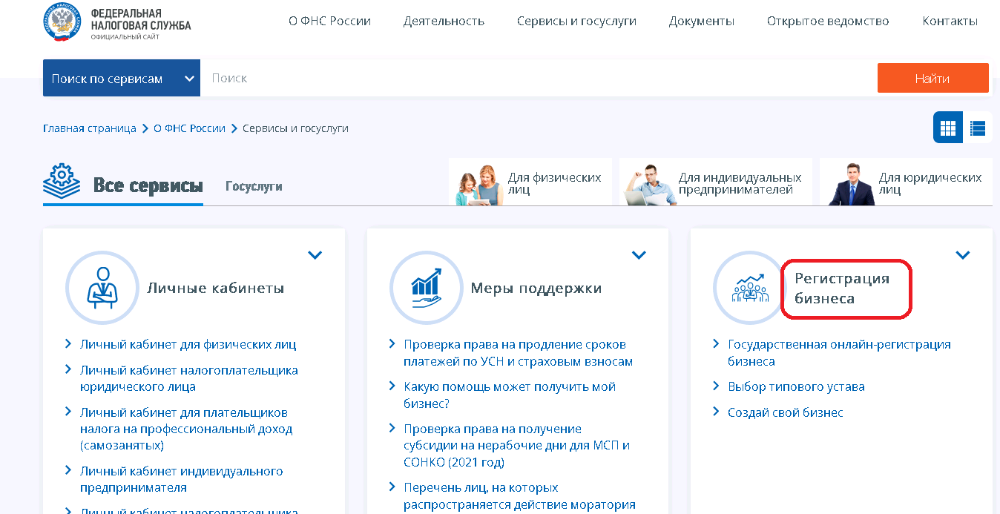 ФЕДЕРАЛЬНАЯ
НАЛОГОВАЯ СЛУЖБА
ОФИЦИАЛЬНЫЙ САЙТ
О ФНС России
Деятельность
Сервисы и госуслуги
Документы
Открытое ведомство
Контакты
Поиск по сервисам
Поиск
Найти
Главная страница
О ФНС России
Сервисы и госуслуги
Все сервисы
Госуслуги
Для физических
лиц
Для индивидуальных
предпринимателей
Для юридических
лиц
Личные кабинеты
Личный кабинет для физических лиц
Личный кабинет налогоплательщика
юридического лица
Личный кабинет для плательщиков
налога на профессиональный доход
(самозанятых)
Личный кабинет индивидуального
предпринимателя
Личный кабинет налогоплательщика
Меры поддержки
Проверка права на продление сроков
платежей по УСН и страховым взносам
Какую помощь может получить мой
бизнес?
Проверка права на получение
субсидии на нерабочие дни для МСП и
СОНКО (2021 год)
Перечень лиц, на которых
распространяется действие моратория
Регистрация
бизнеса
Государственная онлайн-регистрация
бизнеса
Выбор типового устава
Создай свой бизнес